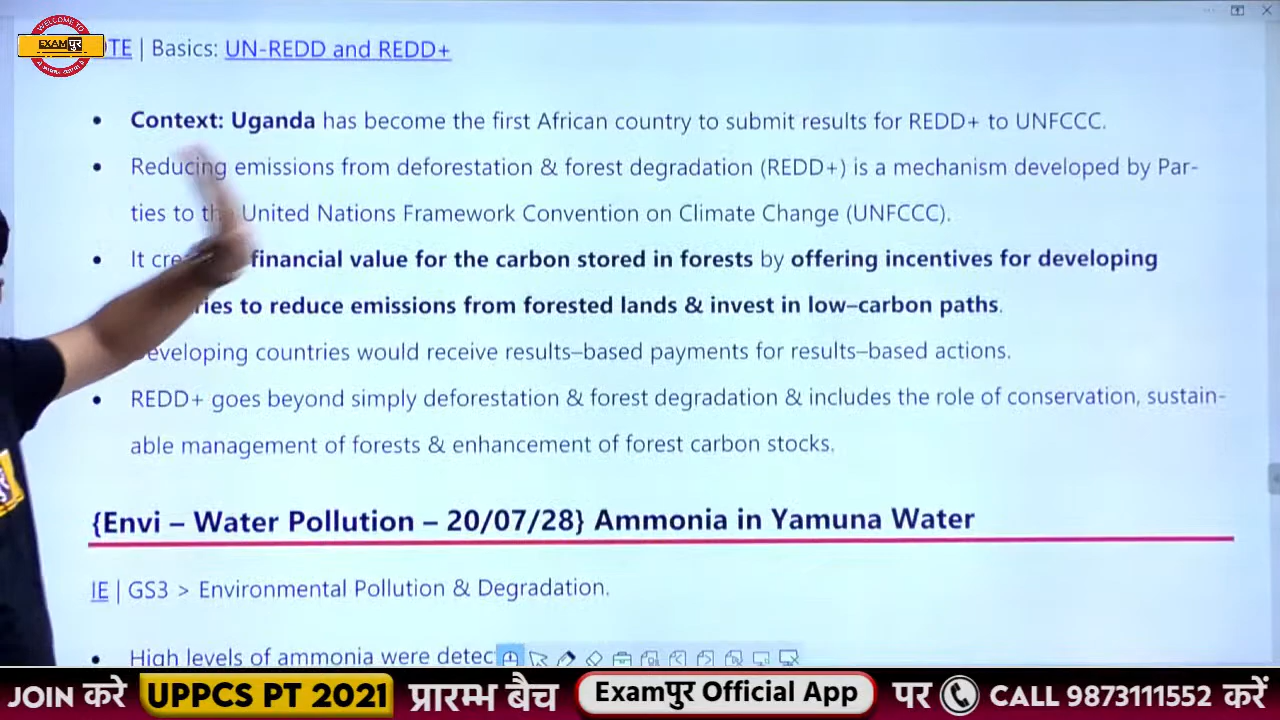 WELCOME TO
EXAMपुर
TE | Basics: UN-REDD and REDD+
• Context: Uganda has become the first African country to submit results for REDD+ to UNFCCC.
• Reducing emissions from deforestation & forest degradation (REDD+) is a mechanism developed by Par-
ties to the United Nations Framework Convention on Climate Change (UNFCCC).
• It financial value for the carbon stored in forests by offering incentives for developing
to reduce emissions from forested lands & invest in low–carbon paths.
Developing countries would receive results–based payments for results–based actions.
• REDD+ goes beyond simply deforestation & forest degradation & includes the role of conservation, sustain-
able management of forests & enhancement of forest carbon stocks.
{Envi – Water Pollution – 20/07/28} Ammonia in Yamuna Water
IE | GS3 > Environmental Pollution & Degradation.
• High levels of ammonia were detec
JOIN करे UPPCS PT 2021 प्रारम्भ बैच Examपुर Official App पर CALL 9873111552 करें